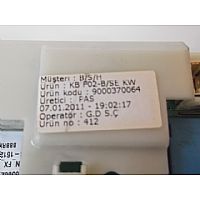 Müşteri : B/S/H
Ürün : KB P02-B/SE KW
Ürün kodu : 9000370064
Üretici : FAS
07.01.2011 - 19:02:17
Operatör : G.D S.Ç
Ürün no : 412